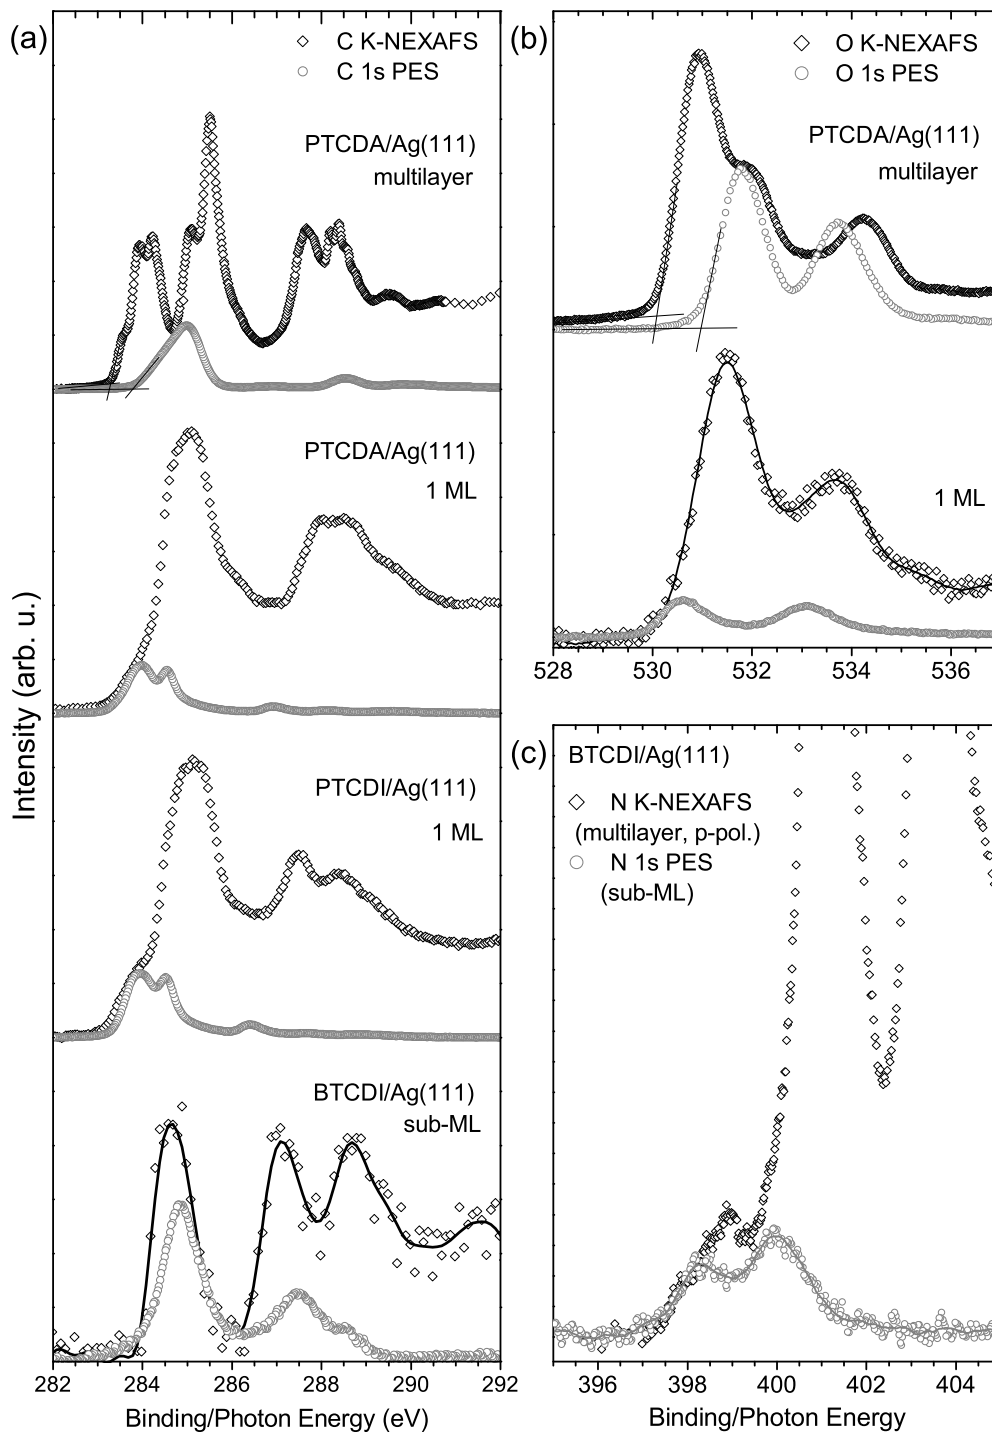 (a)
C K-NEXAFS
C 1s PES
PTCDA/Ag(111)
multilayer
PTCDA/Ag(111)
1 ML
PTCDI/Ag(111)
1 ML
BTCDI/Ag(111)
sub-ML
Intensity (arb. u.)
282 284 286 288 290 292
Binding/Photon Energy (eV)
(b)
O K-NEXAFS
O 1s PES
PTCDA/Ag(111)
multilayer
1 ML
528 530 532 534 536
(c)
BTCDI/Ag(111)
N K-NEXAFS
(multilayer, p-pol.)
N 1s PES
(sub-ML)
396 398 400 402 404
Binding/Photon Energy